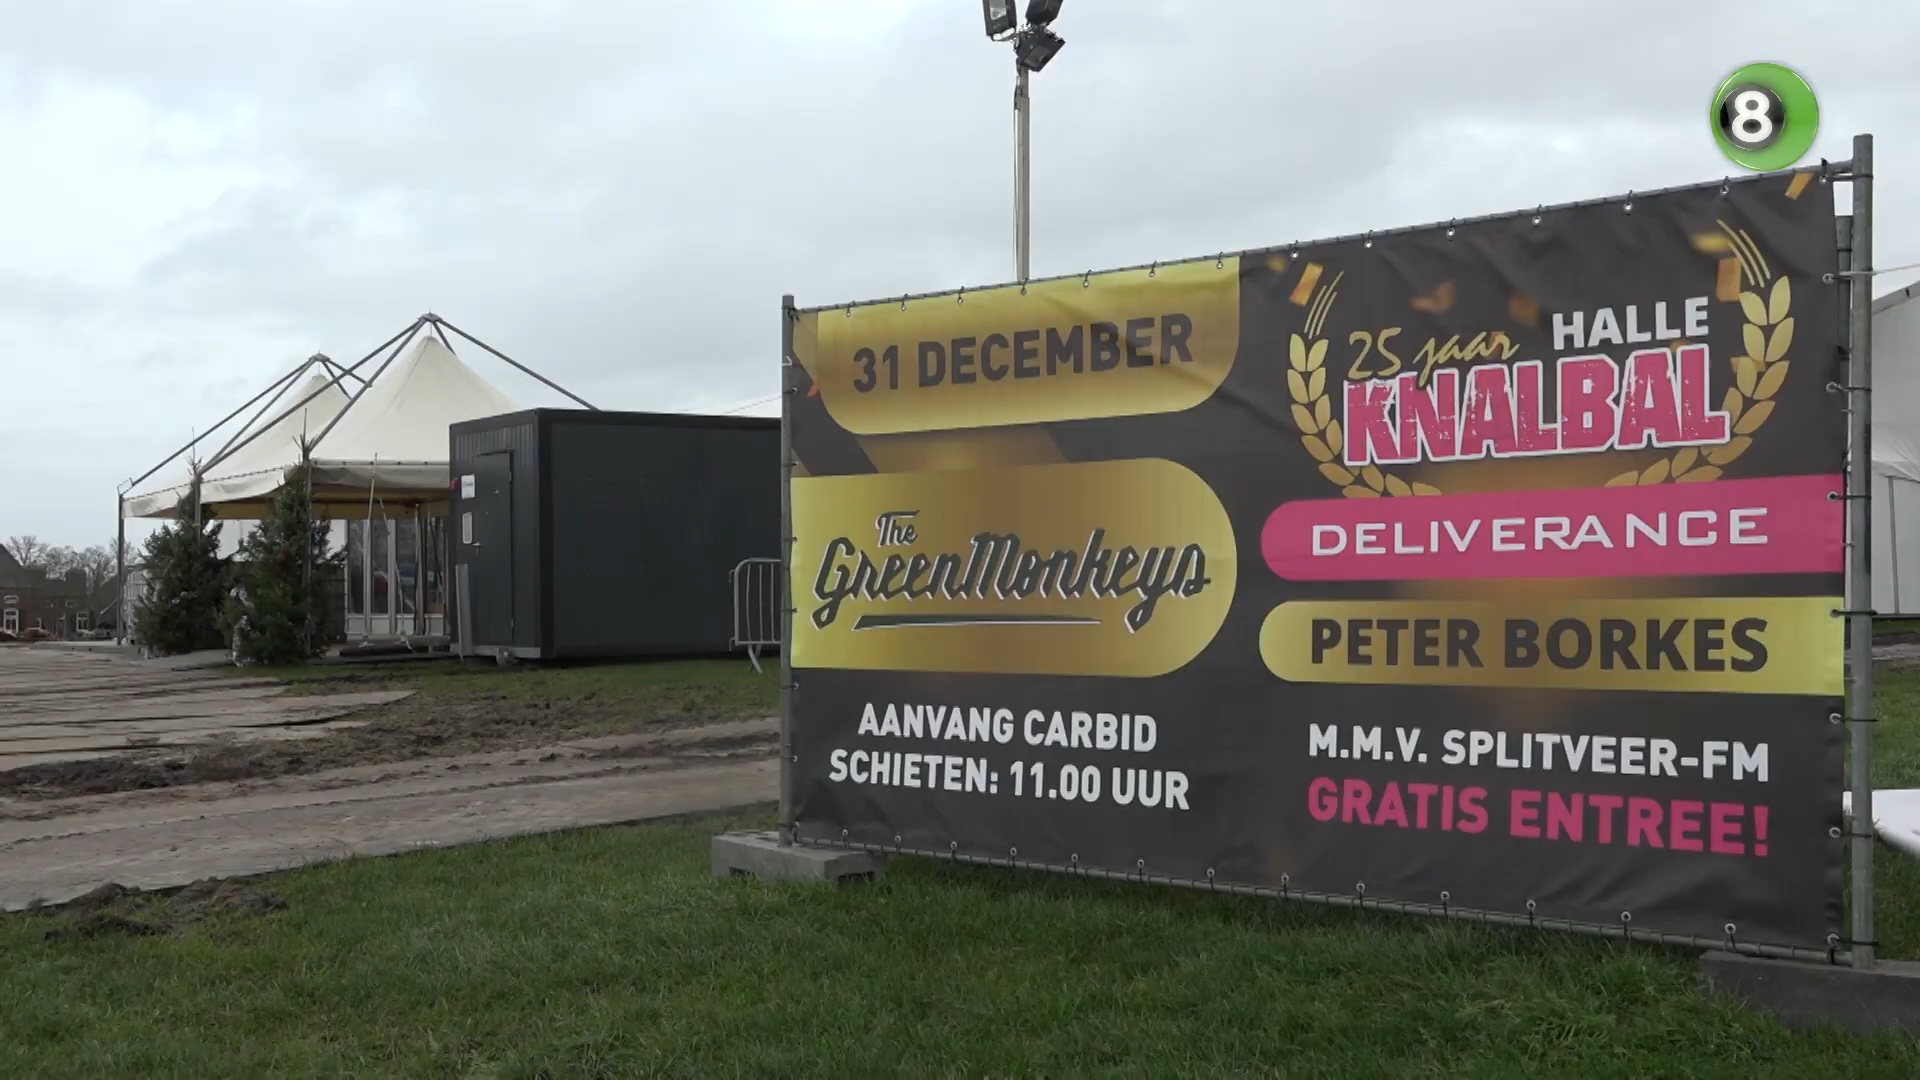 8
31 DECEMBER
The
GreenMonkeys
AANVANG CARBID
SCHIETEN: 11.00 UUR
25 jaar HALLE
KNALBAL
DELIVERANCE
PETER BORKES
M.M.V. SPLITVEER-FM
GRATIS ENTREE!